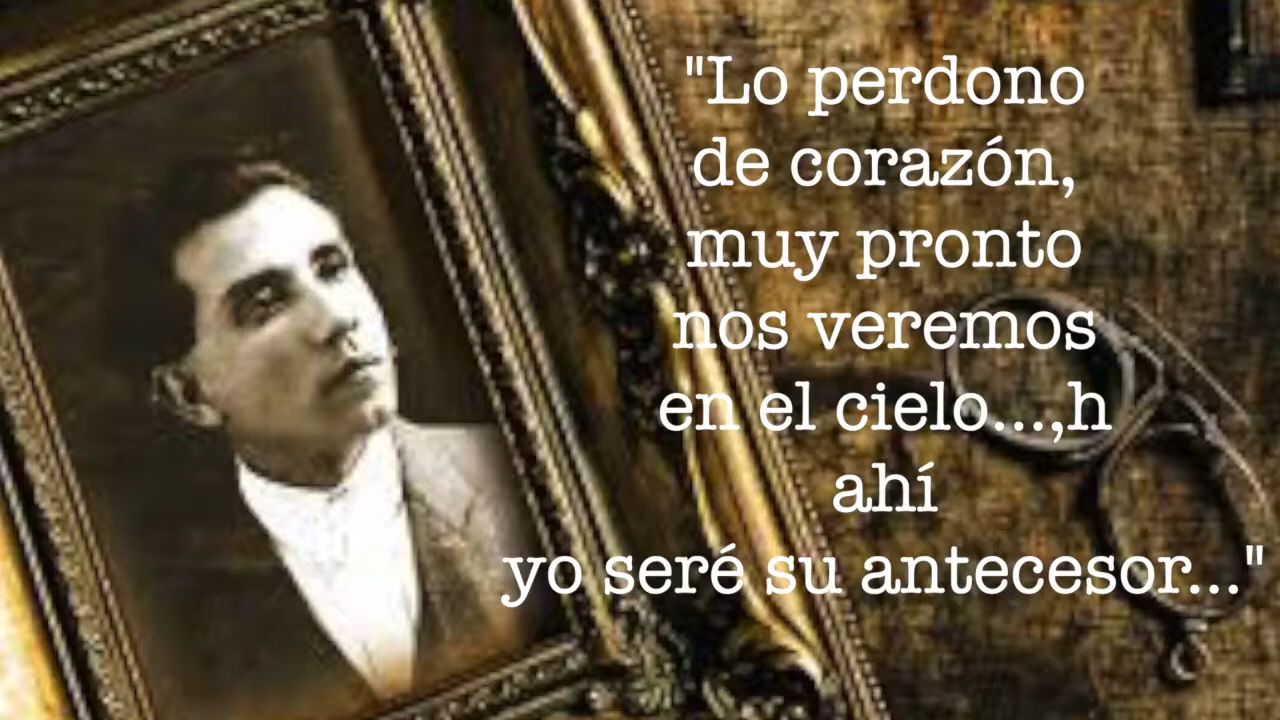 "Lo perdono
de corazón,
muy pronto
nos veremos
en el cielo...,h
ahí
yo seré su antecesor..."